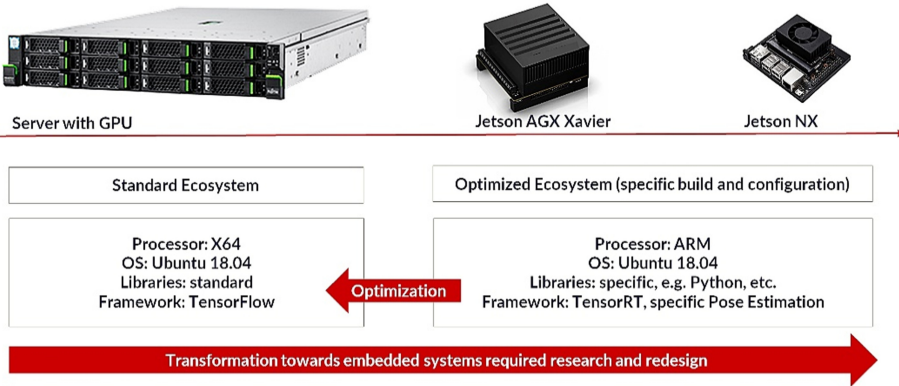 Server with GPU
Jetson AGX Xavier
Jetson NX
Standard Ecosystem
Optimized Ecosystem (specific build and configuration)
Processor: X64
OS: Ubuntu 18.04
Libraries: standard
Framework: TensorFlow
Optimization
Processor: ARM
OS: Ubuntu 18.04
Libraries: specific, e.g. Python, etc.
Framework: TensorRT, specific Pose Estimation
Transformation towards embedded systems required research and redesign